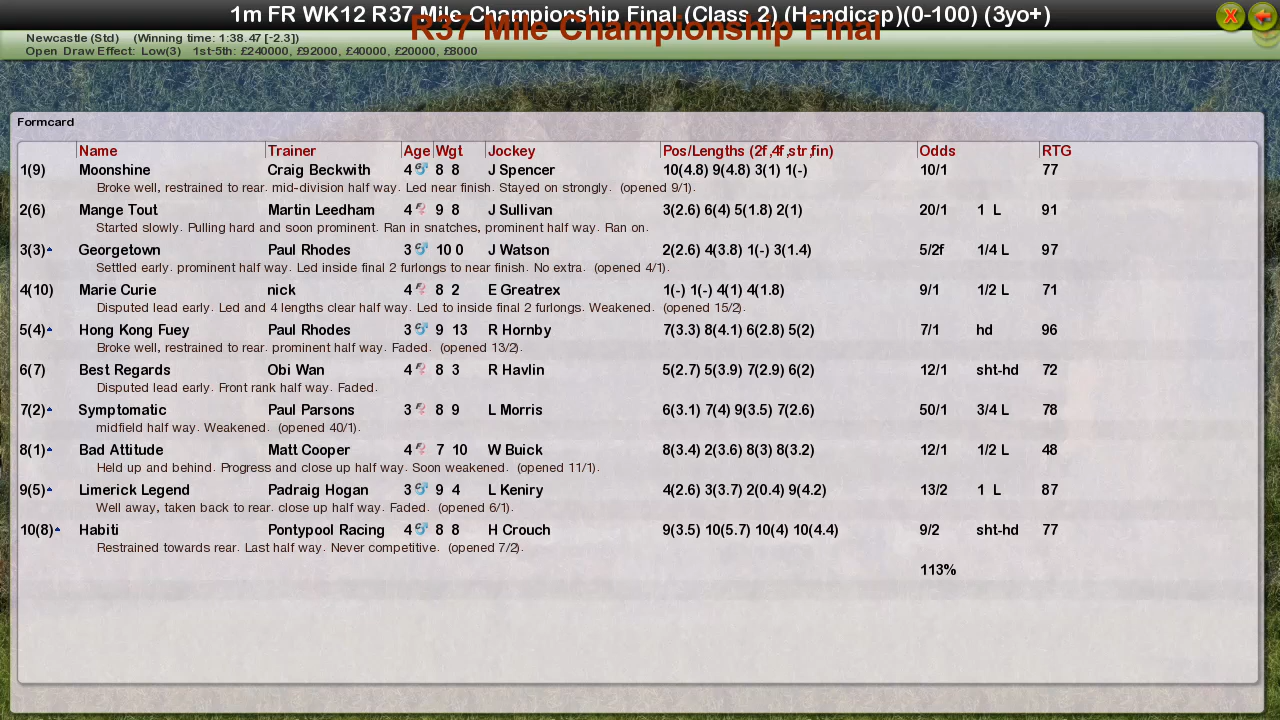 1m FR WK12 R37 Mile Championship Final (Class 2) (Handicap)(0-100) (3yo+)
R37 Mile Championship Final
Newcastle (Std) (Winning time: 1:38.47 [-2.3])
Open Draw Effect: Low(3) 1st-5th: £240000, £92000, £40000, £20000, £8000
Formcard
Name Trainer Age Wgt Jockey Pos/Lengths (2f,4f,str,fin) Odds RTG
1(9) Moonshine Craig Beckwith 4 8 8 J Spencer 10(4.8) 9(4.8) 3(1) 1(-) 10/1 77
Broke well, restrained to rear. mid-division half way. Led near finish. Stayed on strongly. (opened 9/1).
2(6) Mange Tout Martin Leedham 4 9 8 J Sullivan 3(2.6) 6(4) 5(1.8) 2(1) 20/1 1 L 91
Started slowly. Pulling hard and soon prominent. Ran in snatches, prominent half way. Ran on.
3(3) Georgetown Paul Rhodes 3 10 0 J Watson 2(2.6) 4(3.8) 1(-) 3(1.4) 5/2f 1/4 L 97
Settled early. prominent half way. Led inside final 2 furlongs to near finish. No extra. (opened 4/1).
4(10) Marie Curie nick 4 8 2 E Greatrex 1(-) 1(-) 4(1) 4(1.8) 9/1 1/2 L 71
Disputed lead early. Led and 4 lengths clear half way. Led to inside final 2 furlongs. Weakened. (opened 15/2).
5(4) Hong Kong Fuey Paul Rhodes 3 9 13 R Hornby 7(3.3) 8(4.1) 6(2.8) 5(2) 7/1 hd 96
Broke well, restrained to rear. prominent half way. Faded. (opened 13/2).
6(7) Best Regards Obi Wan 4 8 3 R Havlin 5(2.7) 5(3.9) 7(2.9) 6(2) 12/1 sht-hd 72
Disputed lead early. Front rank half way. Faded.
7(2) Symptomatic Paul Parsons 3 8 9 L Morris 6(3.1) 7(4) 9(3.5) 7(2.6) 50/1 3/4 L 78
midfield half way. Weakened. (opened 40/1).
8(1) Bad Attitude Matt Cooper 4 7 10 W Buick 8(3.4) 2(3.6) 8(3) 8(3.2) 12/1 1/2 L 48
Held up and behind. Progress and close up half way. Soon weakened. (opened 11/1).
9(5) Limerick Legend Padraig Hogan 3 9 4 L Keniry 4(2.6) 3(3.7) 2(0.4) 9(4.2) 13/2 1 L 87
Well away, taken back to rear. close up half way. Faded. (opened 6/1).
10(8) Habiti Pontypool Racing 4 8 8 H Crouch 9(3.5) 10(5.7) 10(4) 10(4.4) 9/2 sht-hd 77
Restrained towards rear. Last half way. Never competitive. (opened 7/2).
113%